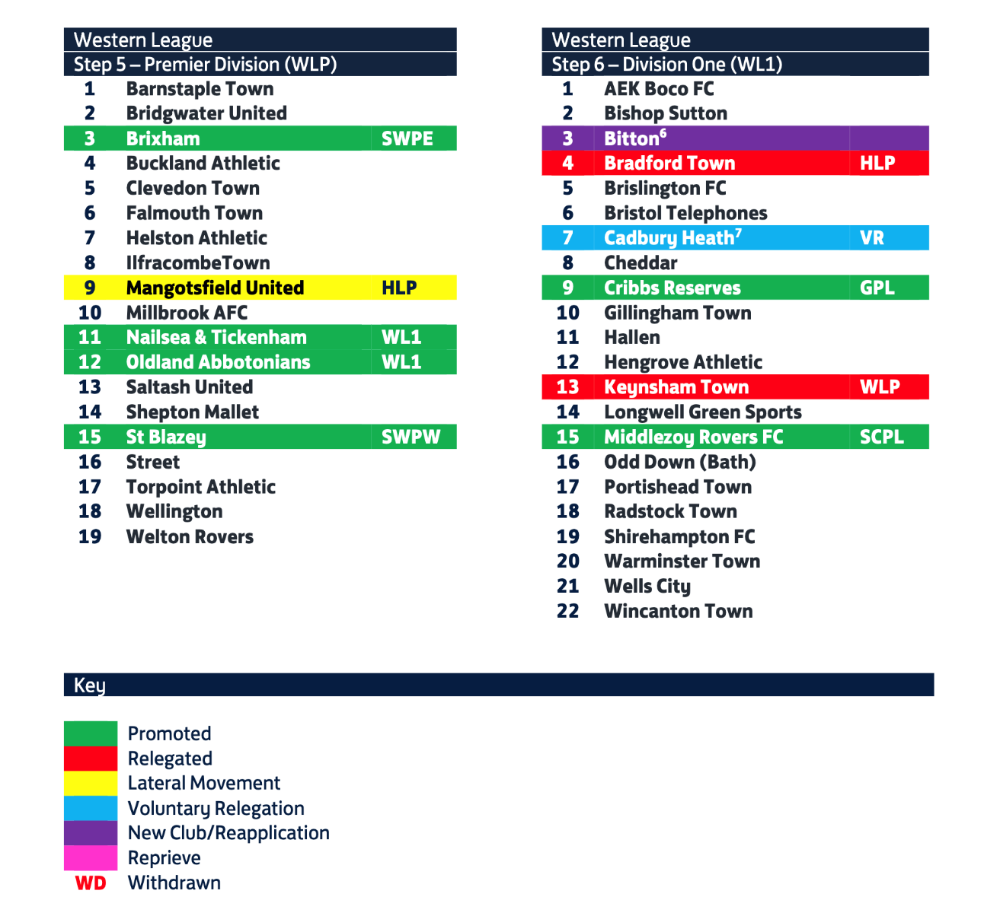 Western League
Step 5 – Premier Division (WLP)
1 Barnstaple Town
2 Bridgwater United
3 Brixham SWPE
4 Buckland Athletic
5 Clevedon Town
6 Falmouth Town
7 Helston Athletic
8 IlfracombeTown
9 Mangotsfield United HLP
10 Millbrook AFC
11 Nailsea & Tickenham WL1
12 Oldland Abbotonians WL1
13 Saltash United
14 Shepton Mallet
15 St Blazey SWPW
16 Street
17 Torpoint Athletic
18 Wellington
19 Welton Rovers
Western League
Step 6 – Division One (WL1)
1 AEK Boco FC
2 Bishop Sutton
3 Bitton⁶
4 Bradford Town HLP
5 Brislington FC
6 Bristol Telephones
7 Cadbury Heath⁷ VR
8 Cheddar
9 Cribbs Reserves GPL
10 Gillingham Town
11 Hallen
12 Hengrove Athletic
13 Keynsham Town WLP
14 Longwell Green Sports
15 Middlezoy Rovers FC SCPL
16 Odd Down (Bath)
17 Portishead Town
18 Radstock Town
19 Shirehampton FC
20 Warminster Town
21 Wells City
22 Wincanton Town
Key
Promoted
Relegated
Lateral Movement
Voluntary Relegation
New Club/Reapplication
Reprieve
WD Withdrawn